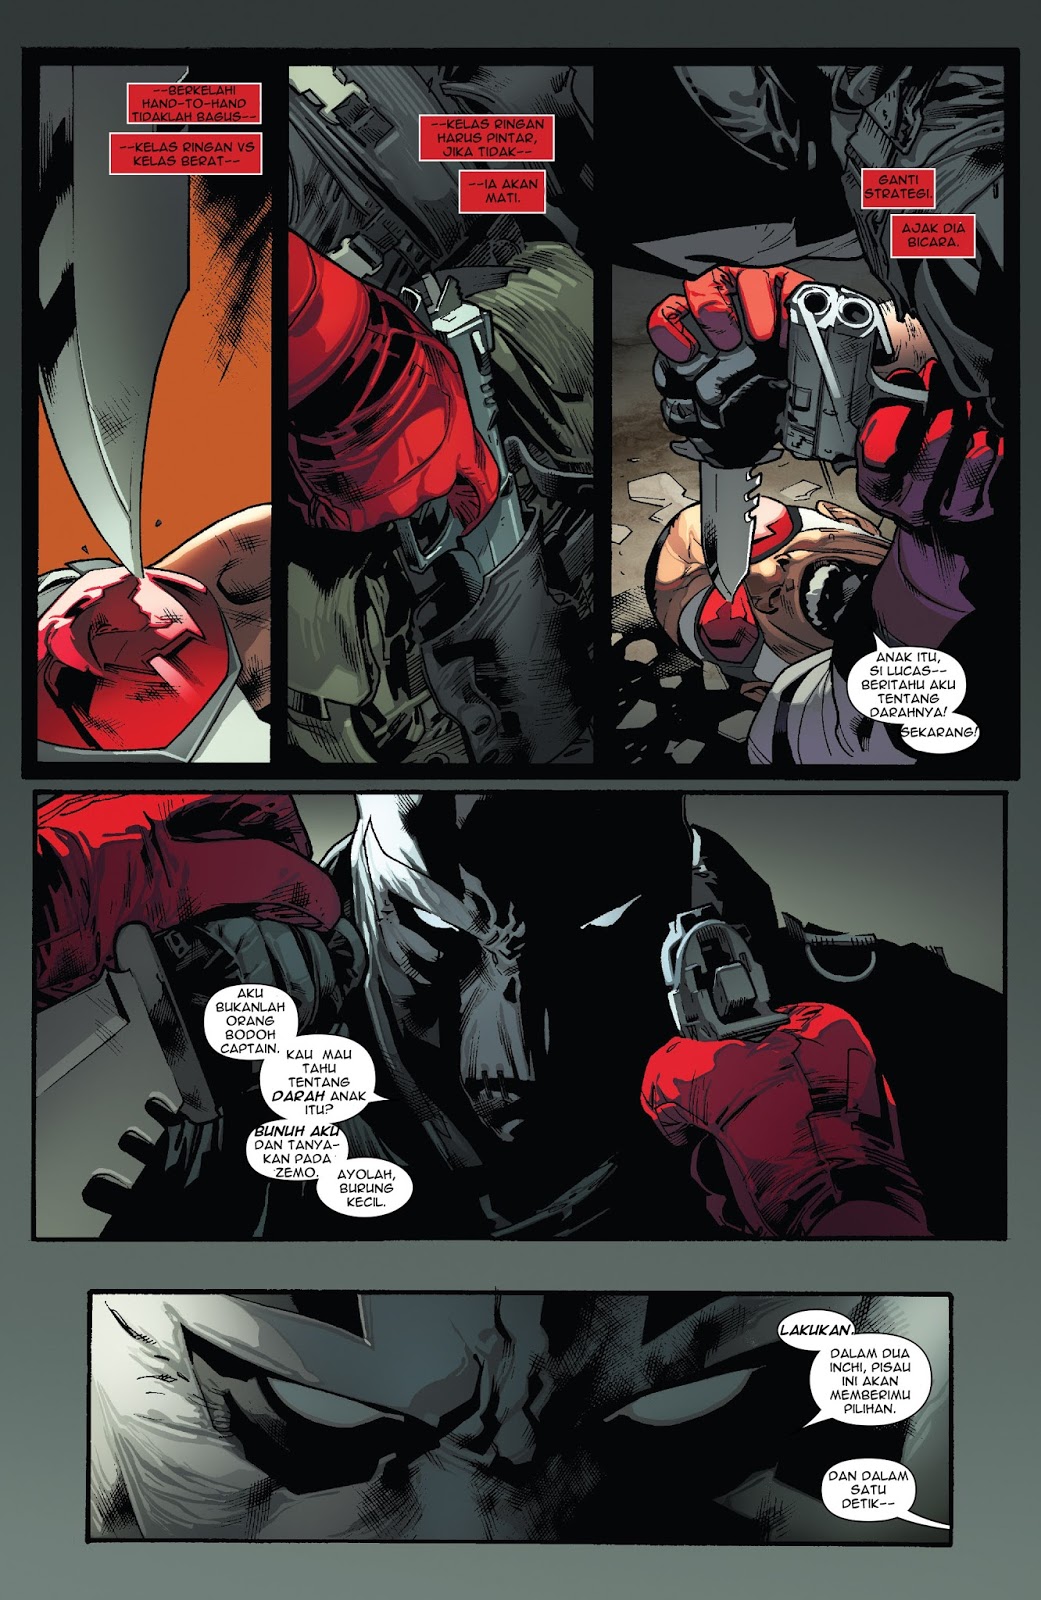 --BERKELAHI
HAND-TO-HAND
TIDAKLAH BAGUS--
--KELAS RINGAN VS
KELAS BERAT--
--KELAS RINGAN
HARUS PINTAR,
JIKA TIDAK--
--IA AKAN
MATI.
GANTI
STRATEGI.
AJAK DIA
BICARA.
ANAK ITU,
SI LUCAS--
BERITAHU AKU
TENTANG
DARAHNYA!
SEKARANG!
AKU
BUKANLAH
ORANG
BODOH
CAPTAIN.
KAU MAU
TAHU
TENTANG
DARAH ANAK
ITU?
BUNUH AKU
DAN TANYA-
KAN PADA
ZEMO.
AYOLAH,
BURUNG
KECIL.
LAKUKAN.
DALAM DUA
INCHI, PISAU
INI AKAN
MEMBERIMU
PILIHAN.
DAN DALAM
SATU
DETIK--